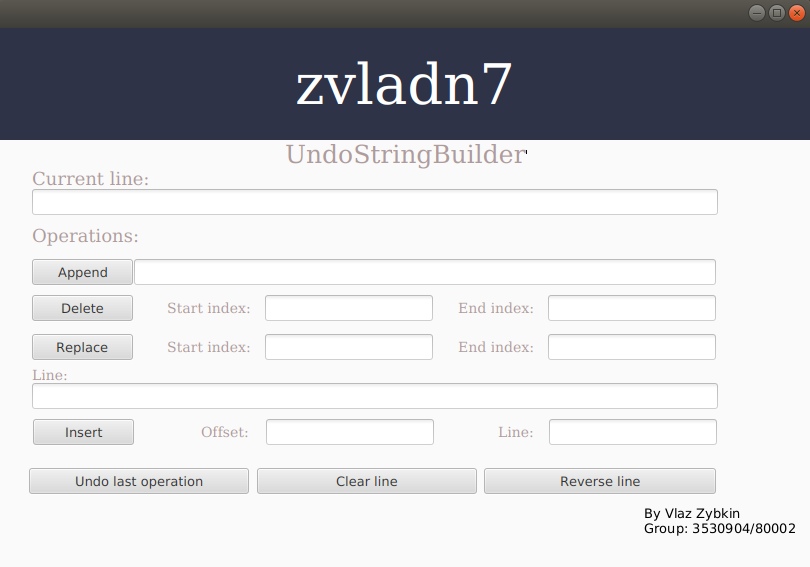 zvladn7
UndoStringBuilder
Current line:
Operations:
Append
Delete Start index: End index:
Replace Start index: End index:
Line:
Insert Offset: Line:
Undo last operation Clear line Reverse line
By Vlaz Zybkin
Group: 3530904/80002